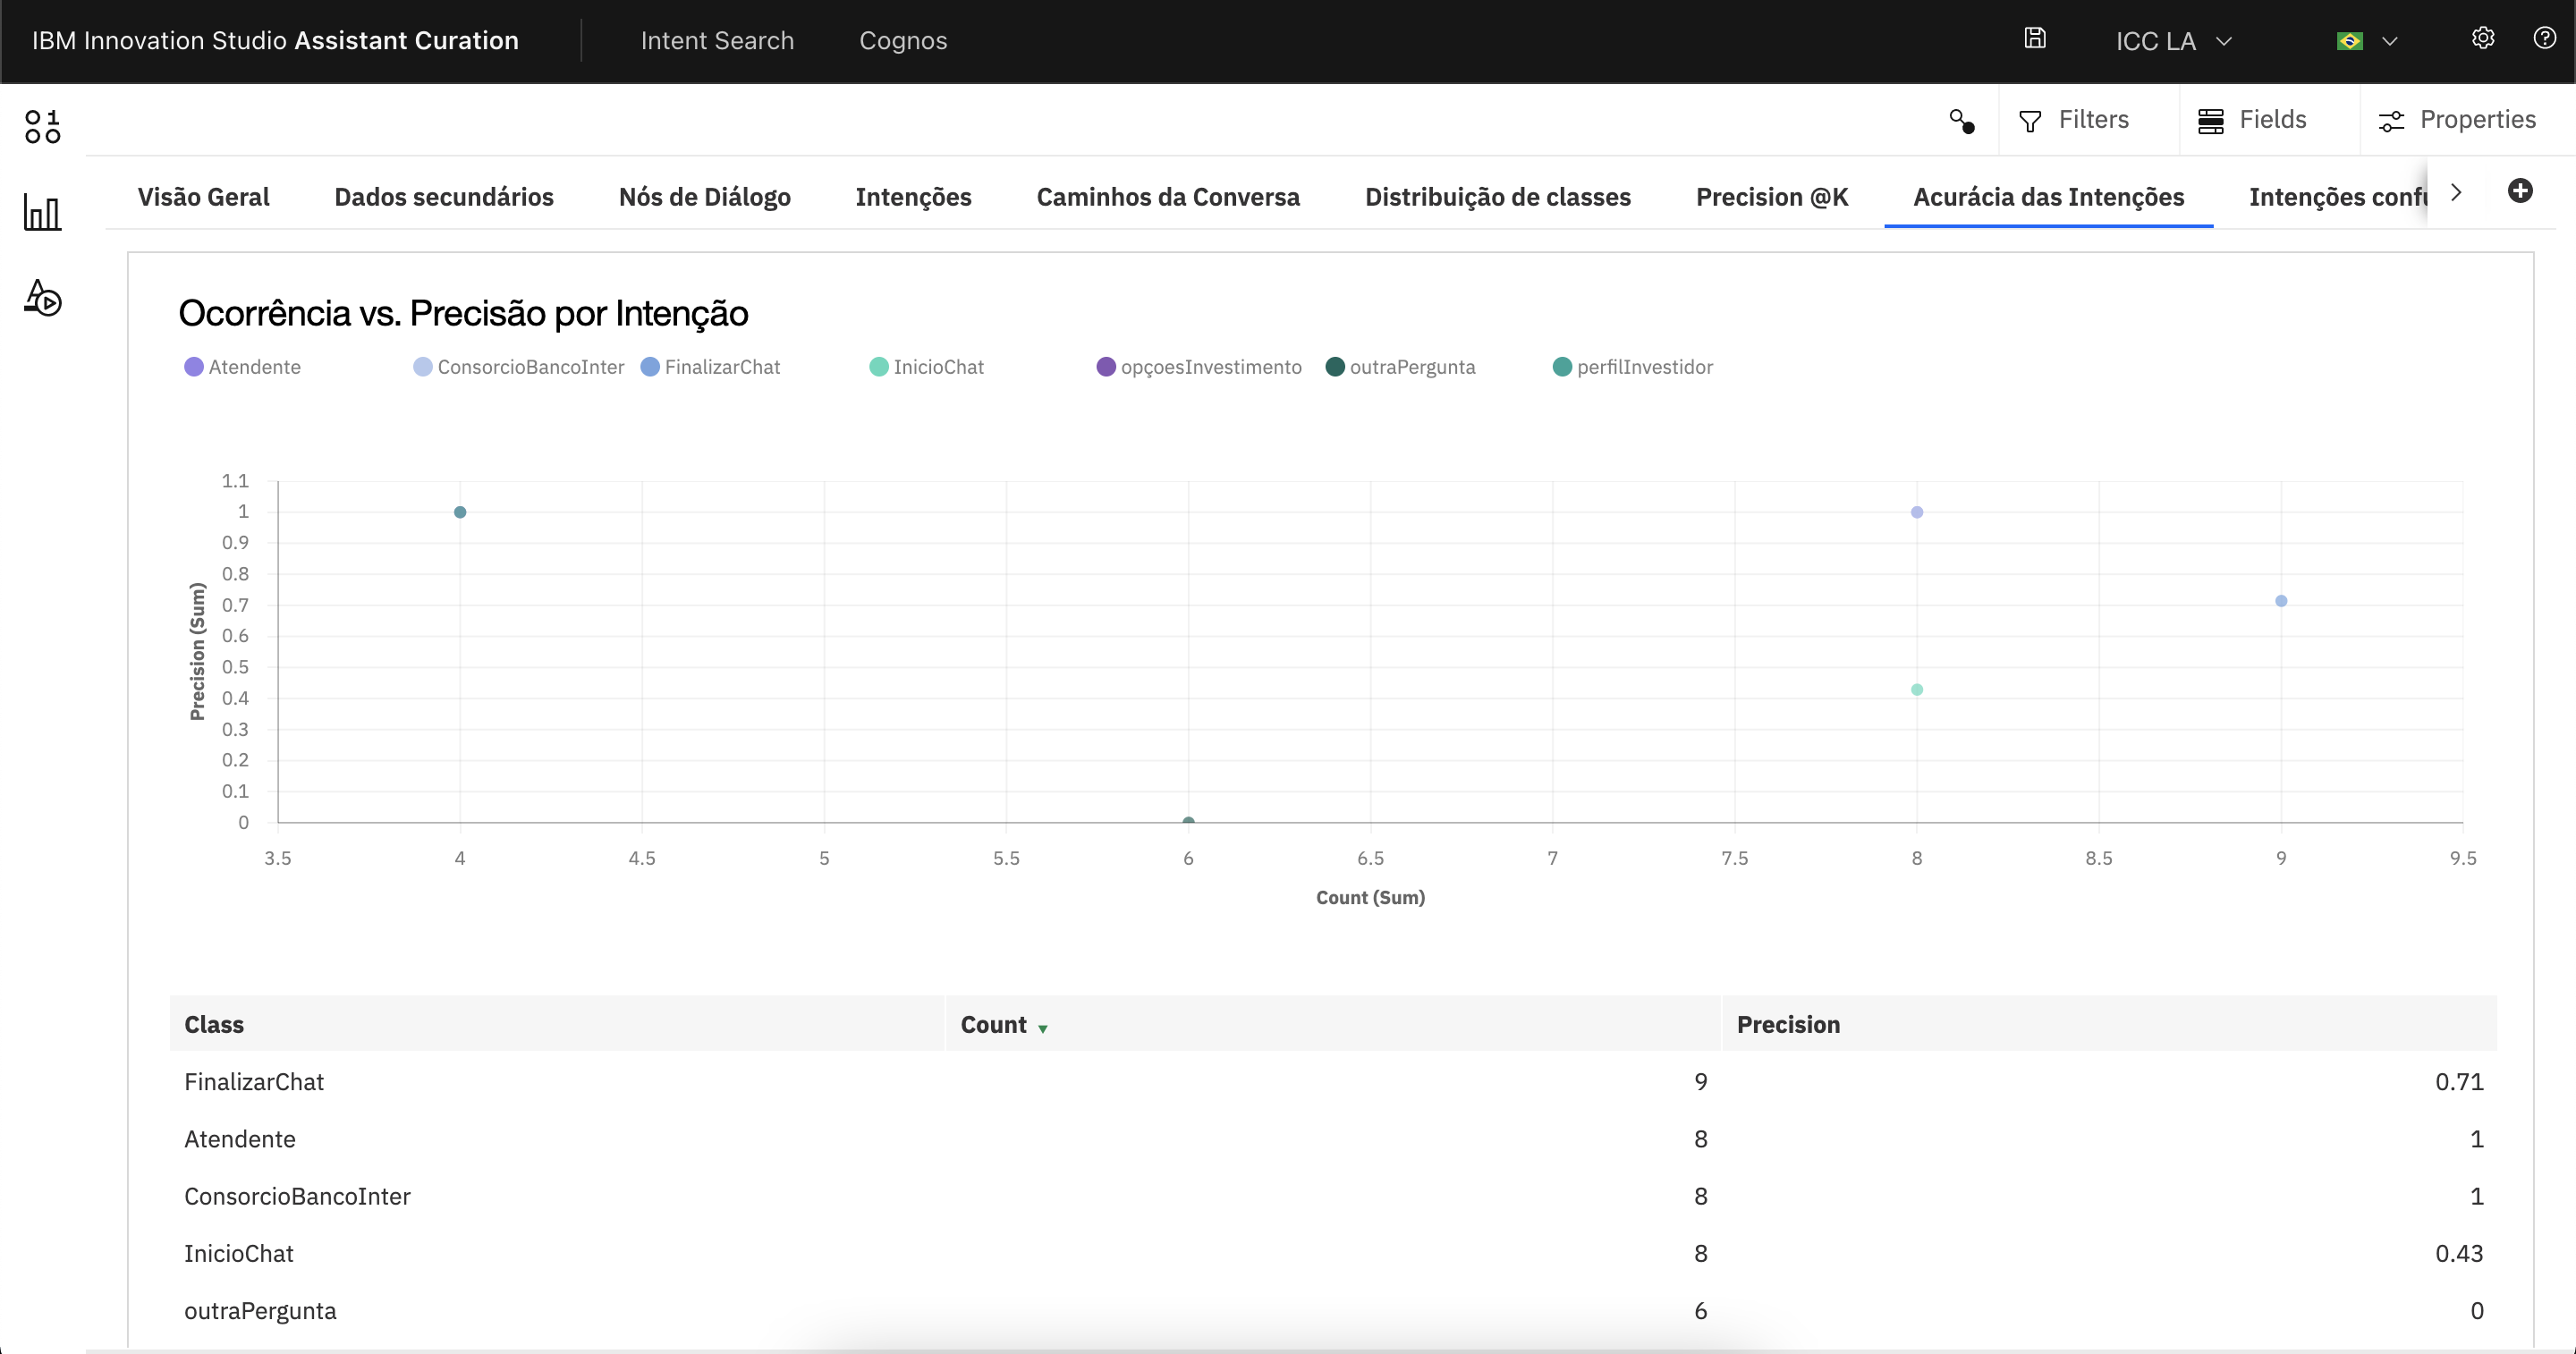 IBM Innovation Studio Assistant Curation Intent Search Cognos ICC LA
Filters Fields Properties
Visão Geral Dados secundários Nós de Diálogo Intenções Caminhos da Conversa Distribuição de classes Precision @K Acurácia das Intenções Intenções
Ocorrência vs. Precisão por Intenção
Atendente ConsorcioBancoInter FinalizarChat InicioChat opçoesInvestimento outraPergunta perfilInvestidor
1.1
1
0.9
0.8
0.7
0.6
0.5
0.4
0.3
0.2
0.1
0
Precision (Sum)
3.5 4 4.5 5 5.5 6 6.5 7 7.5 8 8.5 9 9.5
Count (Sum)
Class Count Precision
FinalizarChat 9 0.71
Atendente 8 1
ConsorcioBancoInter 8 1
InicioChat 8 0.43
outraPergunta 6 0